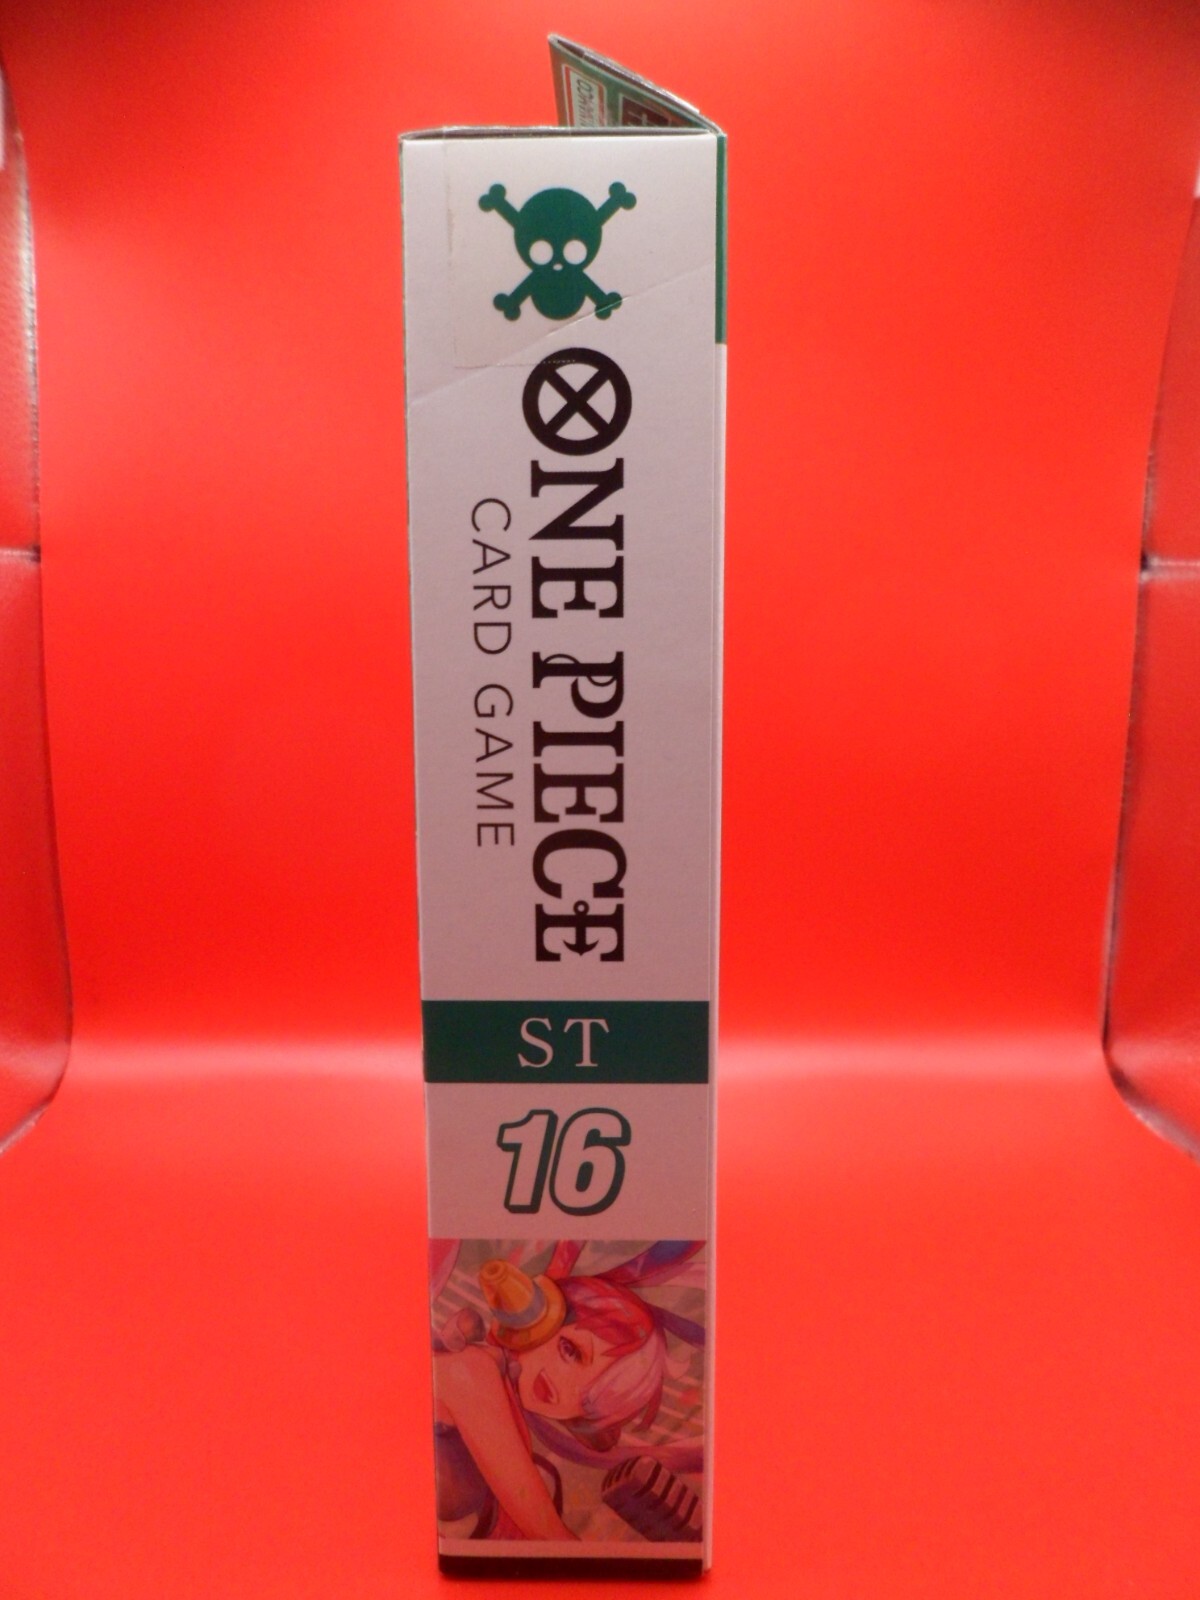 ONE PIECE
CARD GAME
ST
16